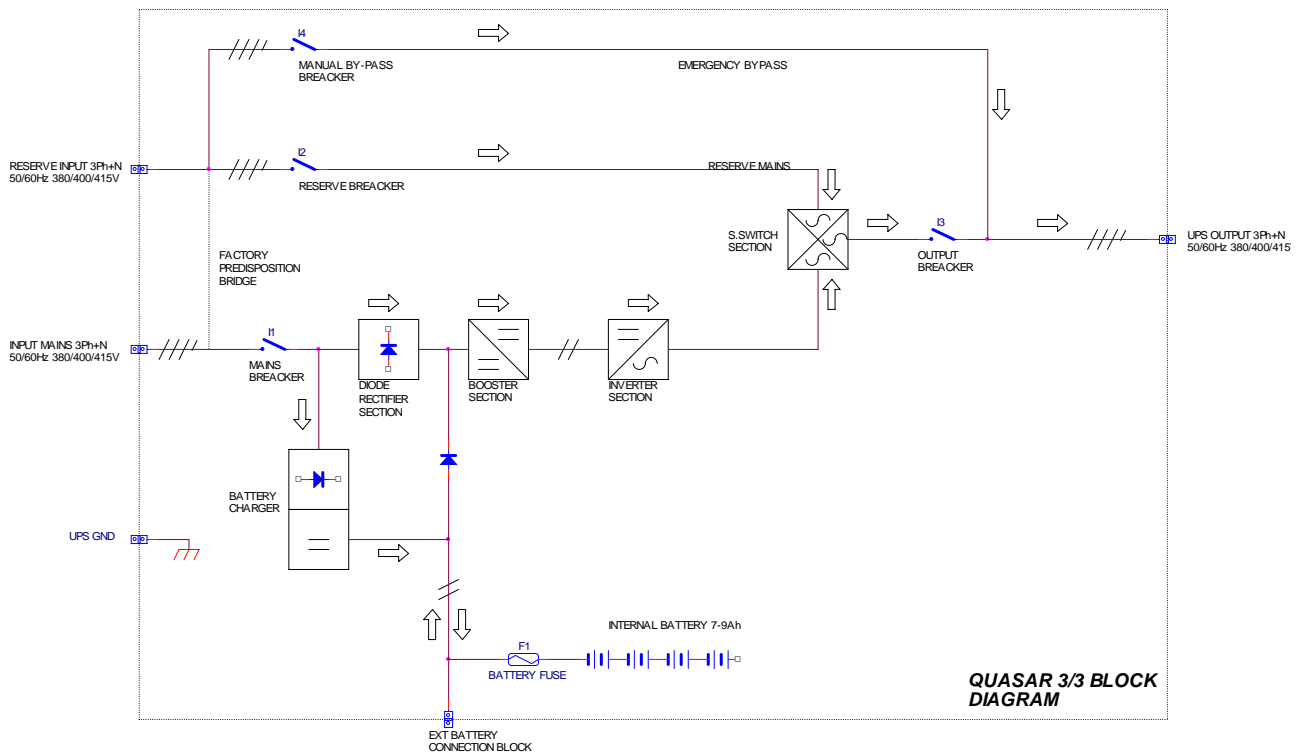 I4
MANUAL BY-PASS
BREACKER
EMERGENCY BYPASS
RESERVE INPUT 3Ph+N
50/60Hz 380/400/415V
I2
RESERVE BREACKER
RESERVE MAINS
S.SWITCH
SECTION
I3
OUTPUT
BREACKER
UPS OUTPUT 3Ph+N
50/60Hz 380/400/415
FACTORY
PREDISPOSITION
BRIDGE
INPUT MAINS 3Ph+N
50/60Hz 380/400/415V
I1
MAINS
BREACKER
DIODE
RECTIFIER
SECTION
BOOSTER
SECTION
INVERTER
SECTION
BATTERY
CHARGER
UPS GND
INTERNAL BATTERY 7-9Ah
F1
BATTERY FUSE
QUASAR 3/3 BLOCK
DIAGRAM
EXT BATTERY
CONNECTION BLOCK